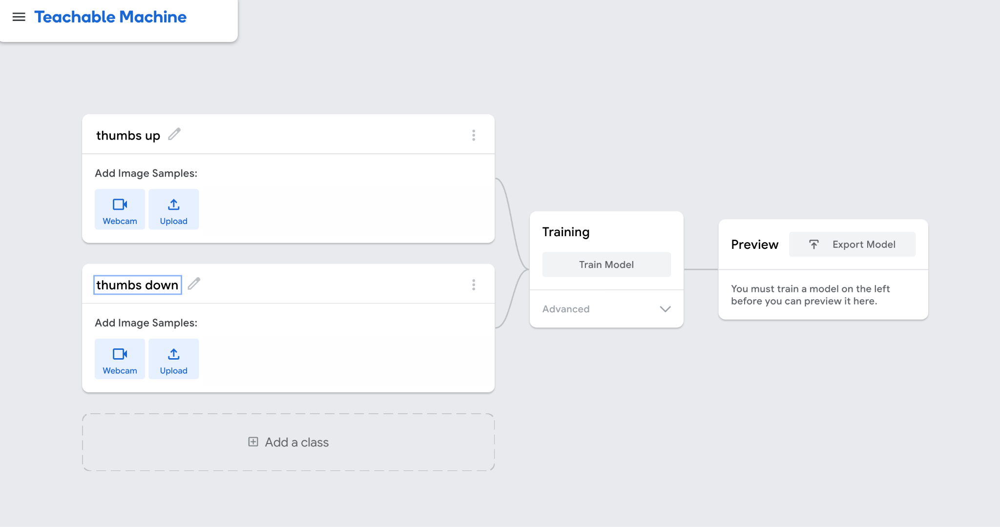 Teachable Machine
thumbs up
Add Image Samples:
Webcam
Upload
thumbs down
Add Image Samples:
Webcam
Upload
Add a class
Training
Train Model
Advanced
Preview
Export Model
You must train a model on the left
before you can preview it here.